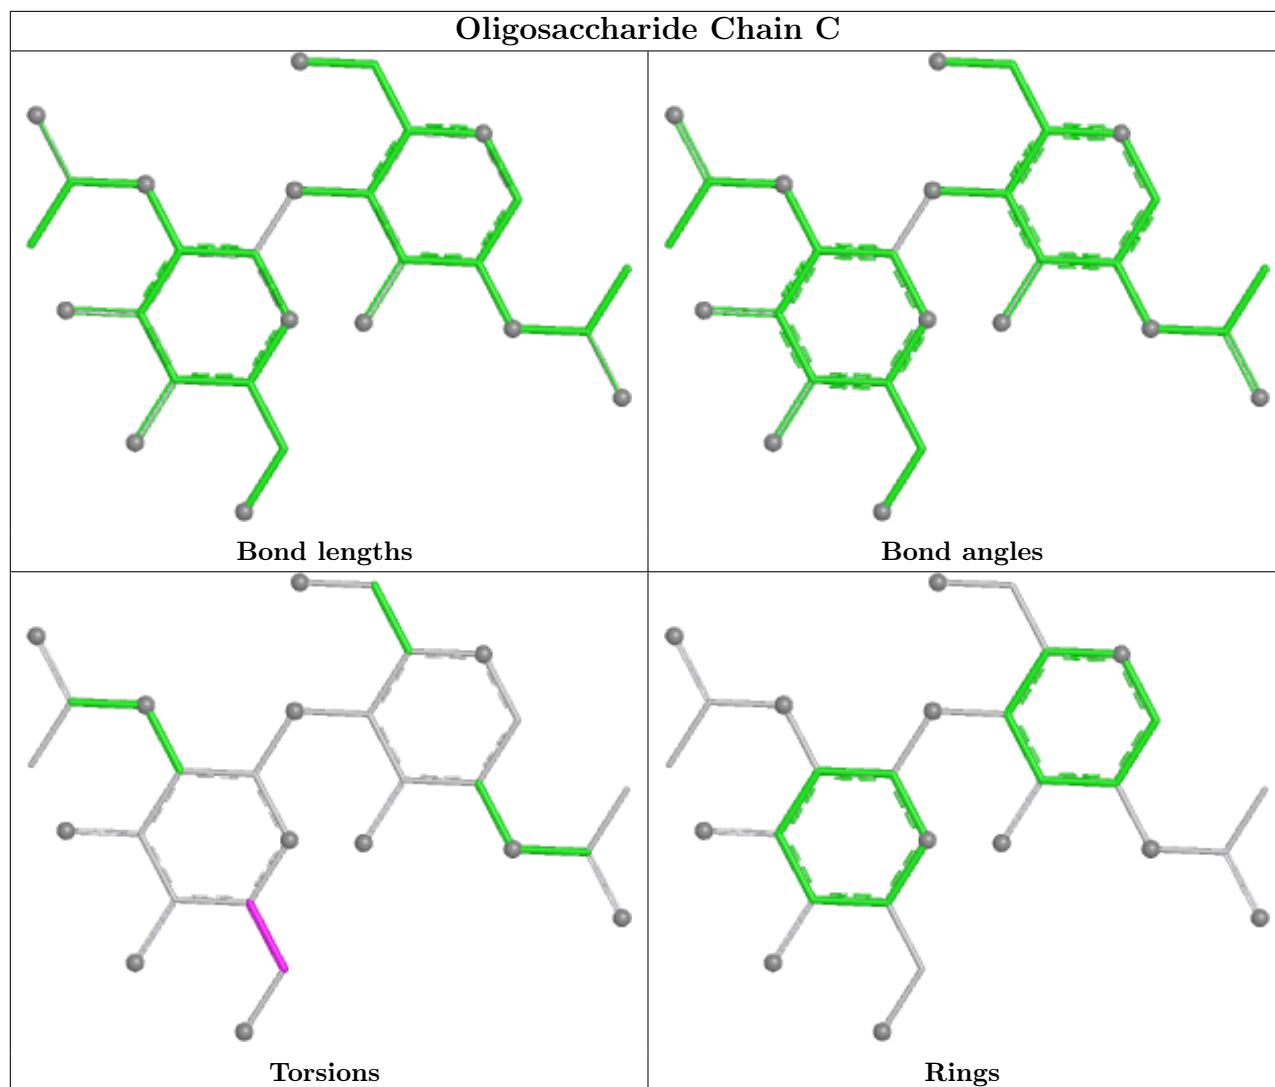 Oligosaccharide Chain C
Bond lengths
Bond angles
Torsions
Rings